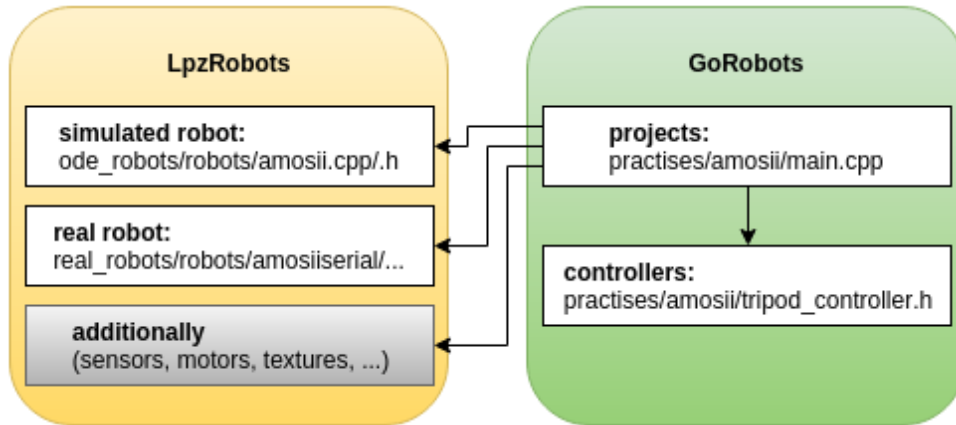 LpzRobots
simulated robot:
ode_robots/robots/amosii.cpp/.h
real robot:
real_robots/robots/amosiiserial/...
additionally
(sensors, motors, textures, ...)
GoRobots
projects:
practises/amosii/main.cpp
controllers:
practises/amosii/tripod_controller.h